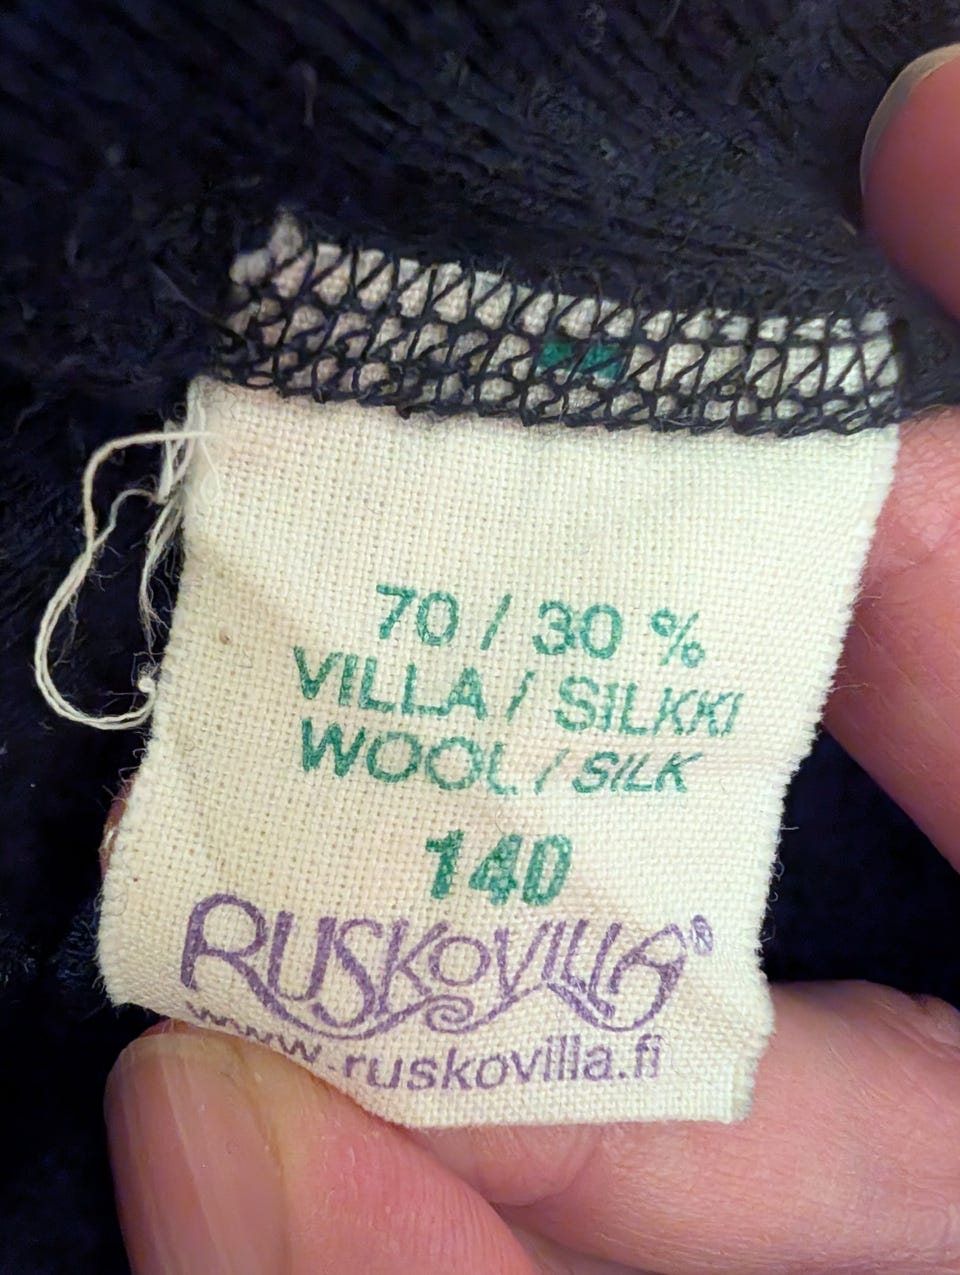 70 / 30 %
VILLA / SILKKI
WOOL / SILK
140
RUSKOVILLA®
www.ruskovilla.fi